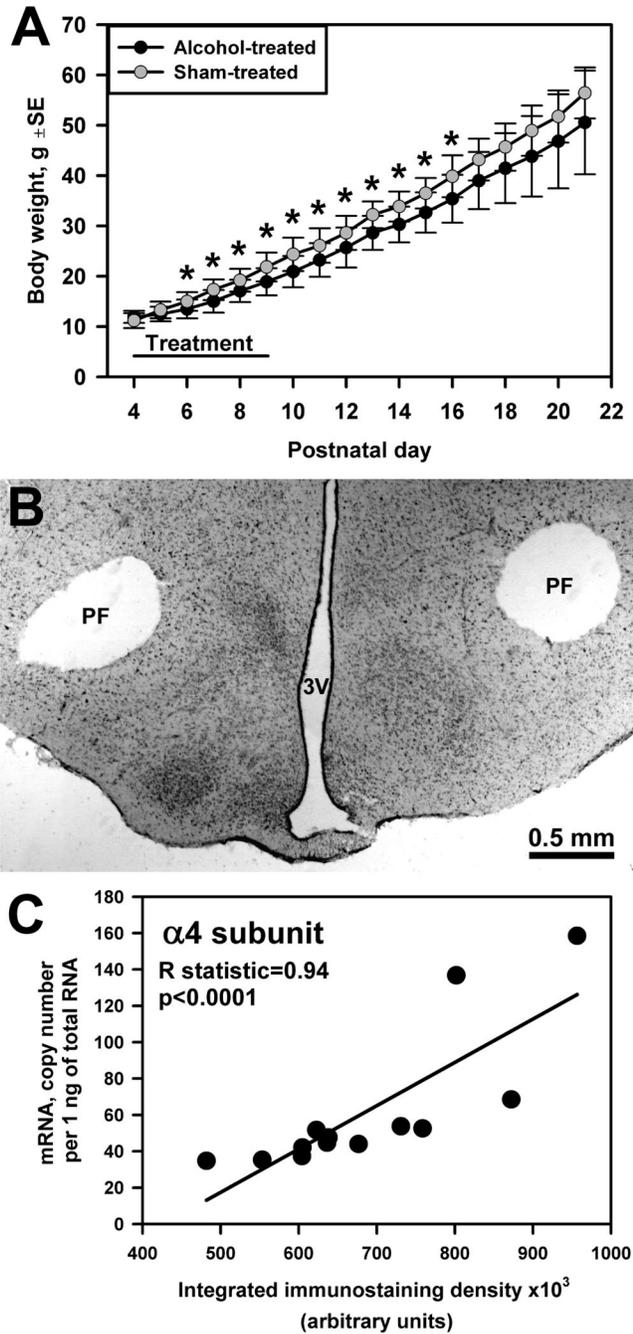 A
70
60
50
40
30
20
10
0
Body weight, g ±SE
Alcohol-treated
Sham-treated
* * * * * * * * * * *
Treatment
4 6 8 10 12 14 16 18 20 22
Postnatal day
B
PF
PF
3V
0.5 mm
C
180
160
140
120
100
80
60
40
20
0
mRNA, copy number
per 1 ng of total RNA
α4 subunit
R statistic=0.94
p<0.0001
400 500 600 700 800 900 1000
Integrated immunostaining density x10³
(arbitrary units)